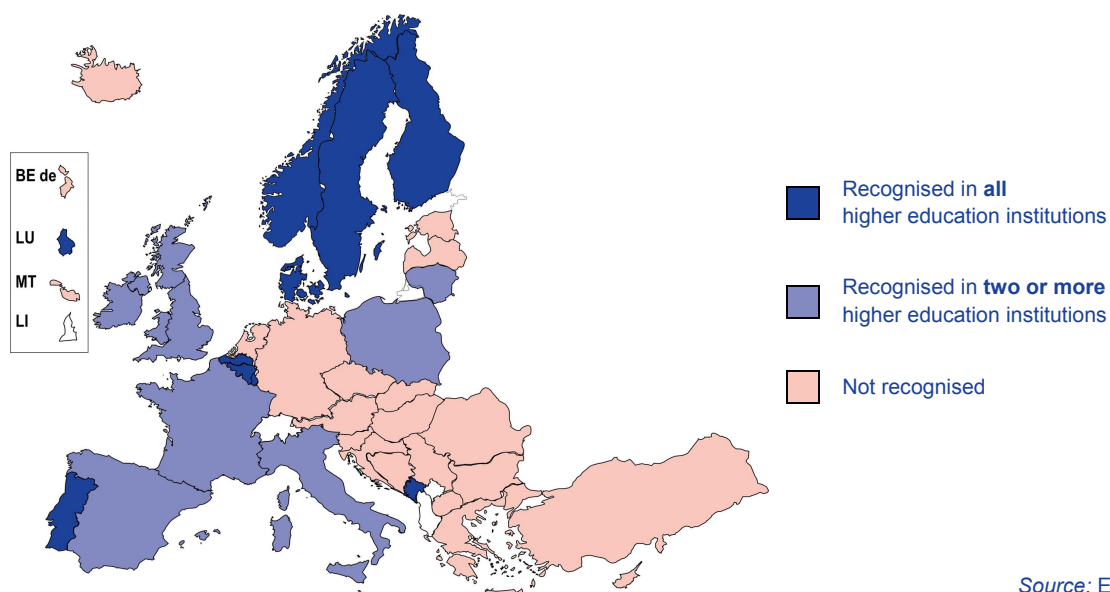 BE de
LU
MT
LI
Recognised in all
higher education institutions
Recognised in two or more
higher education institutions
Not recognised
Source: E